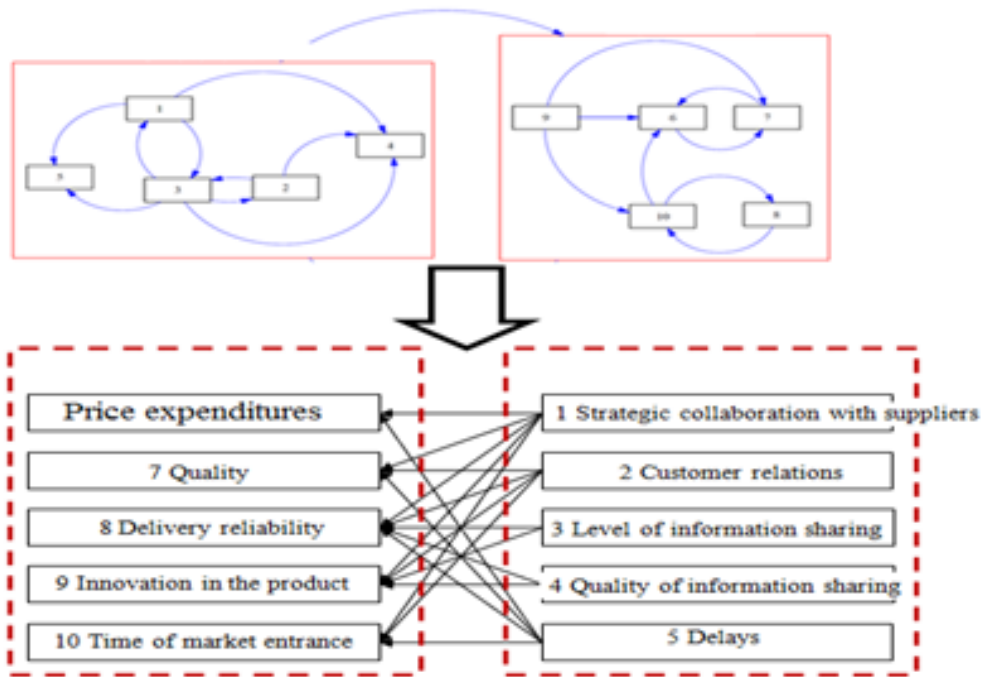 1
4
5
3
2
9
6
7
10
8
Price expenditures
1 Strategic collaboration with suppliers
7 Quality
2 Customer relations
8 Delivery reliability
3 Level of information sharing
9 Innovation in the product
4 Quality of information sharing
10 Time of market entrance
5 Delays